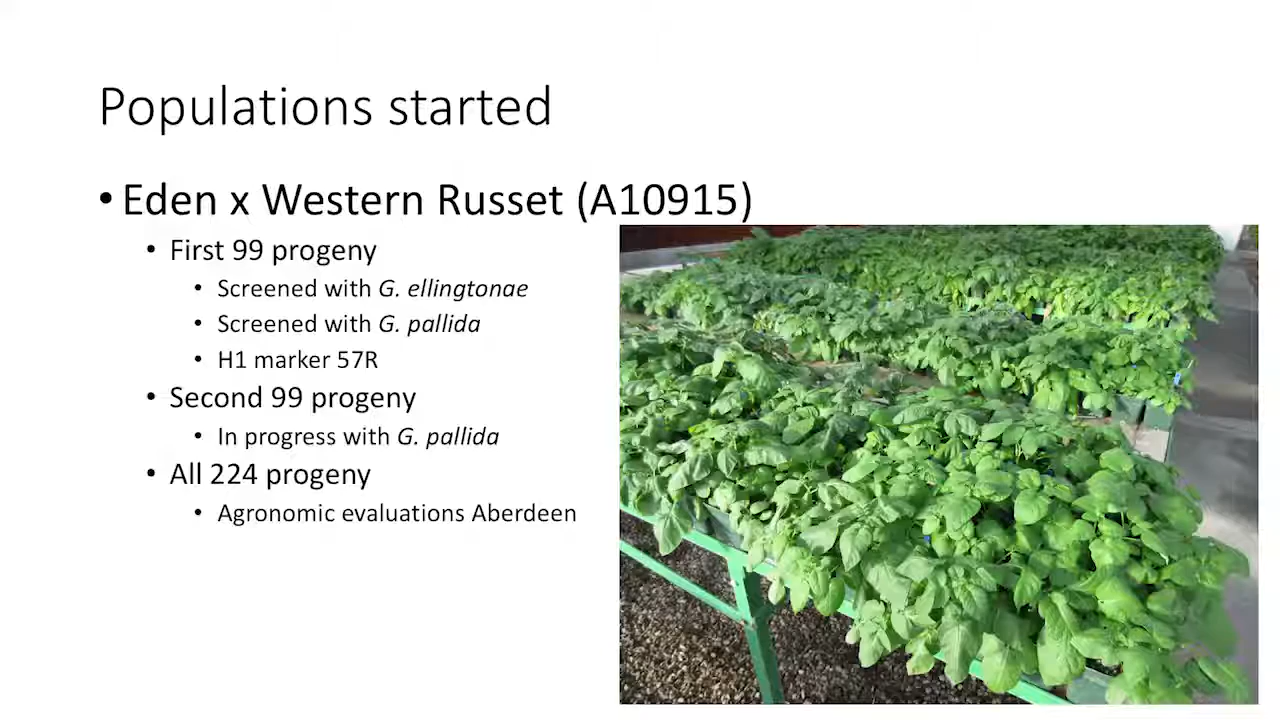 Populations started
• Eden x Western Russet (A10915)
• First 99 progeny
• Screened with G. ellingtonae
• Screened with G. pallida
• H1 marker 57R
• Second 99 progeny
• In progress with G. pallida
• All 224 progeny
• Agronomic evaluations Aberdeen